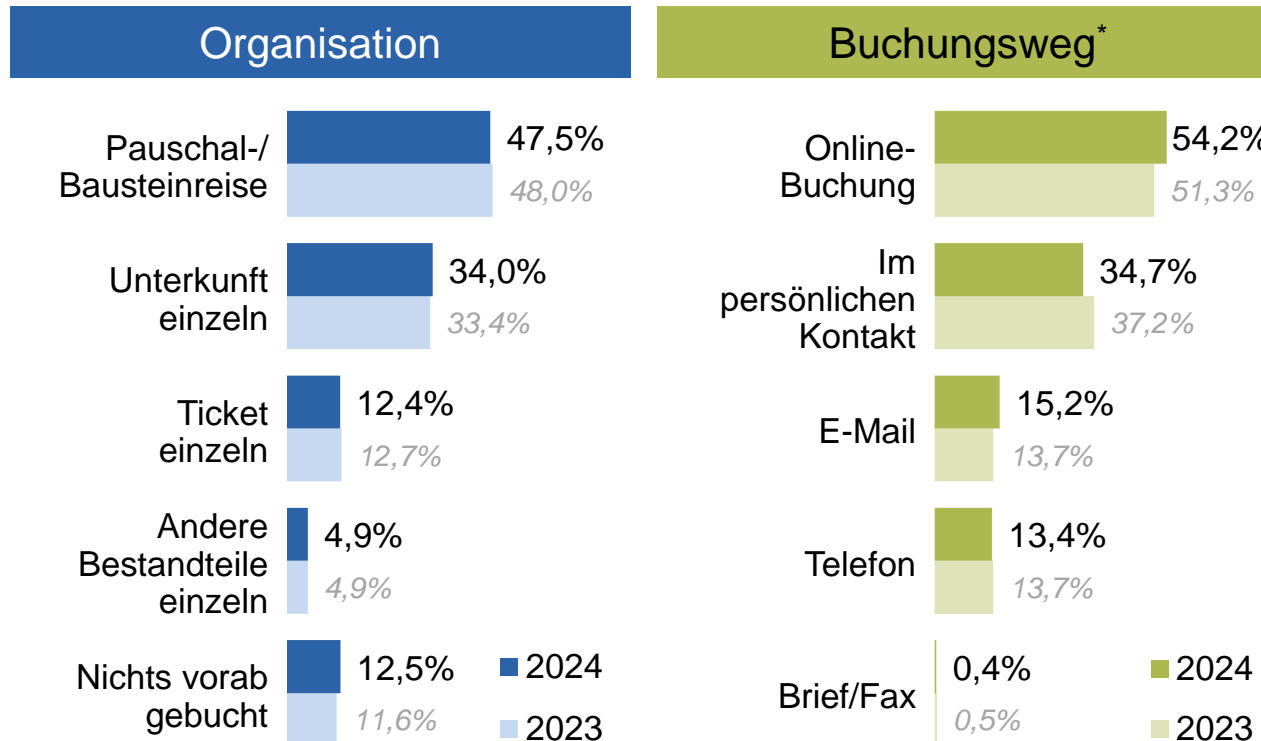 Organisation
Pauschal-/
Bausteinreise
47,5%
48,0%
Unterkunft
einzeln
34,0%
33,4%
Ticket
einzeln
12,4%
12,7%
Andere
Bestandteile
einzeln
4,9%
4,9%
Nichts vorab
gebucht
12,5%
11,6%
2024
2023
Buchungsweg*
Online-
Buchung
54,2%
51,3%
Im
persönlichen
Kontakt
34,7%
37,2%
E-Mail
15,2%
13,7%
Telefon
13,4%
13,7%
Brief/Fax
0,4%
0,5%
2024
2023